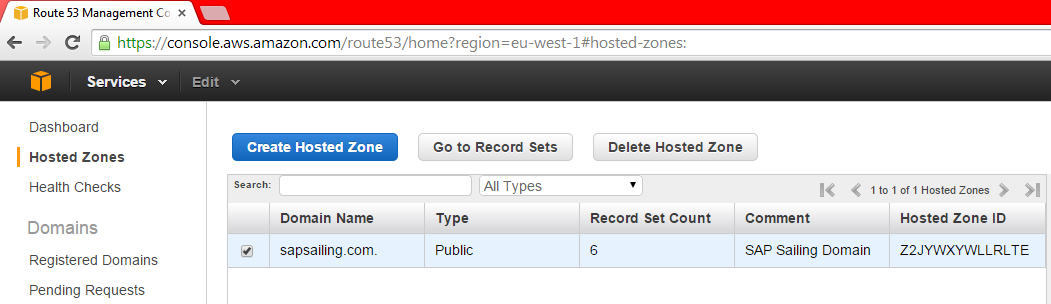 Route 53 Management Co
https://console.aws.amazon.com/route53/home?region=eu-west-1#hosted-zones:
Services Edit
Dashboard
Hosted Zones
Health Checks
Domains
Registered Domains
Pending Requests
Create Hosted Zone Go to Record Sets Delete Hosted Zone
Search: All Types 1 to 1 of 1 Hosted Zones
Domain Name Type Record Set Count Comment Hosted Zone ID
sapsailing.com. Public 6 SAP Sailing Domain Z2JYWXYWLLRLTE